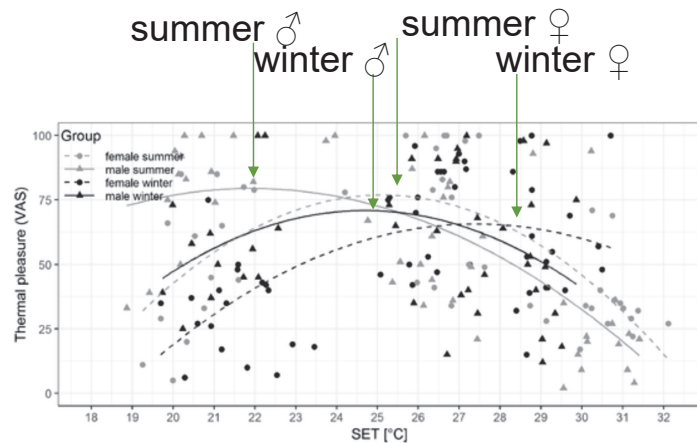 summer ♂
summer ♀
winter ♂
winter ♀
Group
female summer
male summer
female winter
male winter
100
75
50
25
0
Thermal pleasure (VAS)
18 19 20 21 22 23 24 25 26 27 28 29 30 31 32
SET [°C]